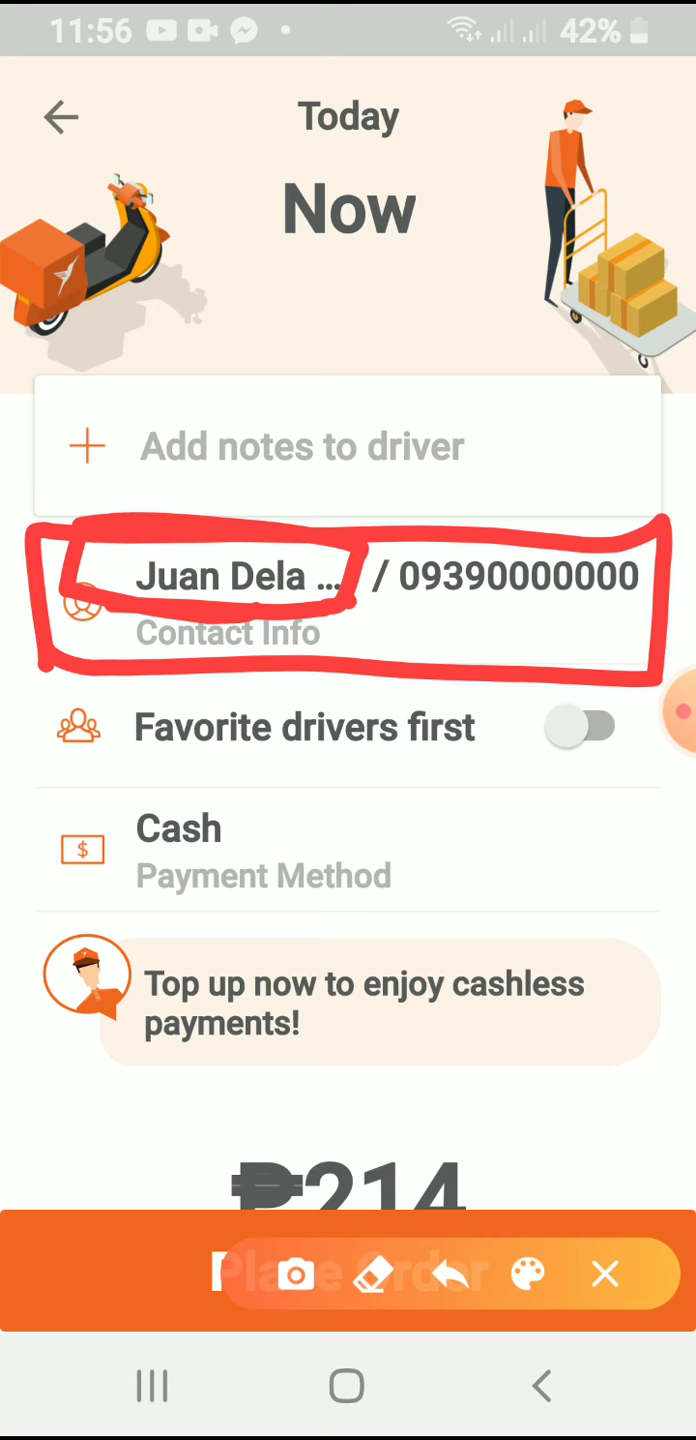 11:56 42%
Today
Now
Add notes to driver
Juan Dela ... / 09390000000
Contact Info
Favorite drivers first
$ Cash
Payment Method
Top up now to enjoy cashless
payments!
₱214
Place Order